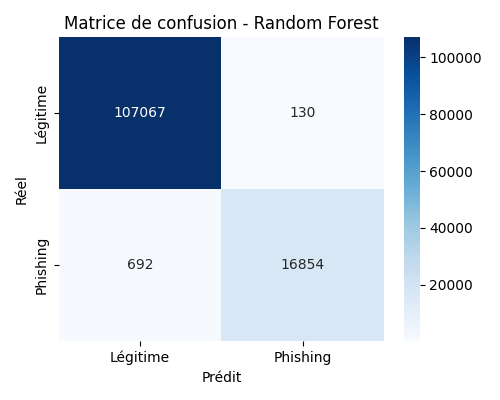 Matrice de confusion - Random Forest
Réel
Légitime
107067
130
Phishing
692
16854
Légitime
Phishing
Prédit
100000
80000
60000
40000
20000